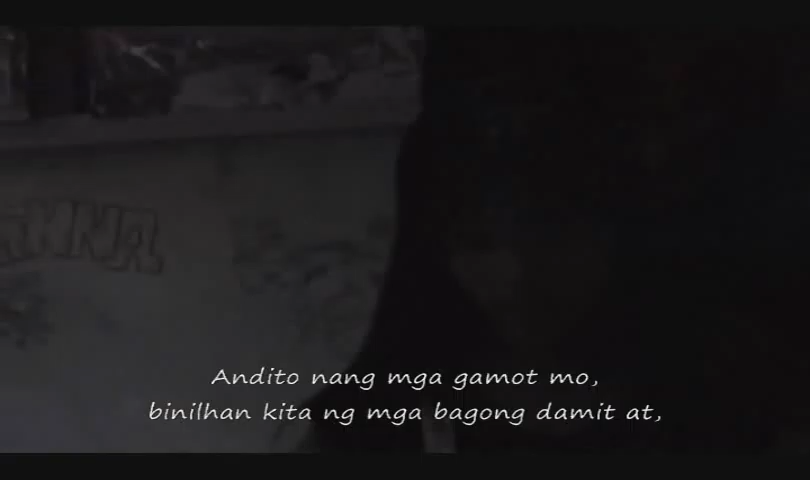 Andito nang mga gamot mo,
binilhan kita ng mga bagong damit at,